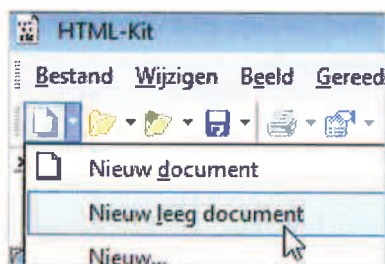 HTML-Kit
Bestand Wijzigen Beeld Gereed
Nieuw document
Nieuw leeg document
Nieuw...